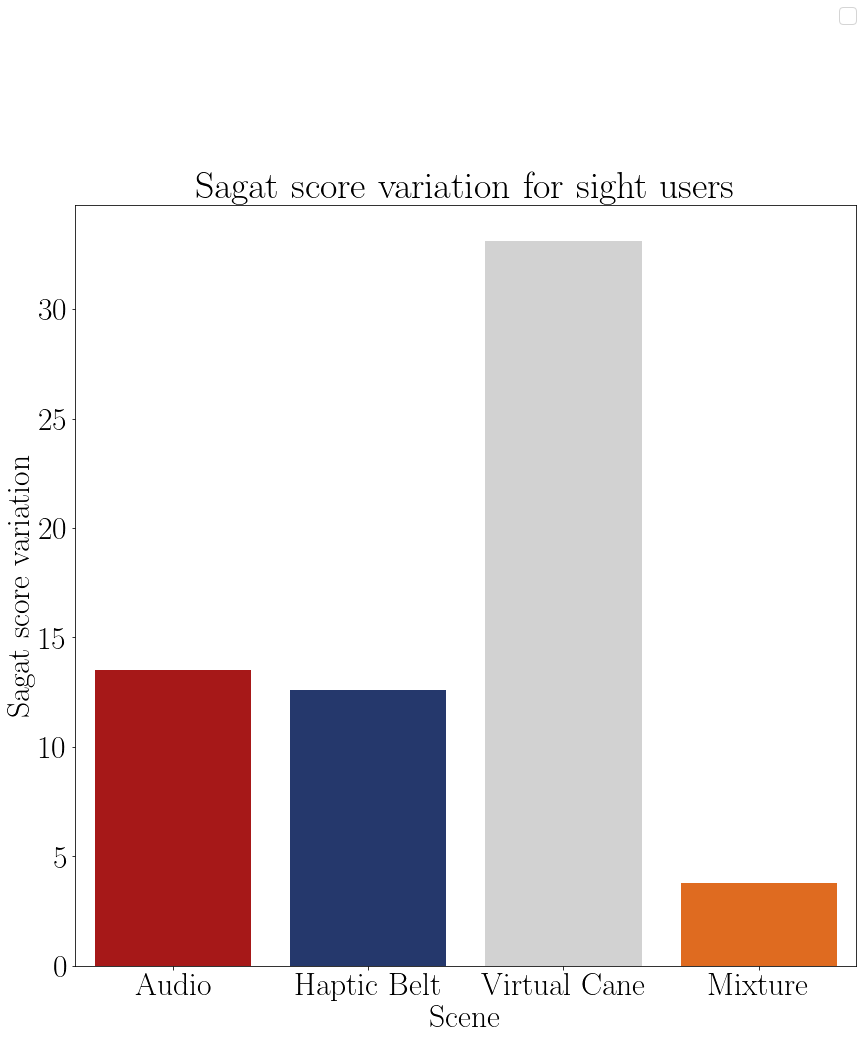 Sagat score variation for sight users
Sagat score variation
30
25
20
15
10
5
0
Audio
Haptic Belt
Virtual Cane
Mixture
Scene